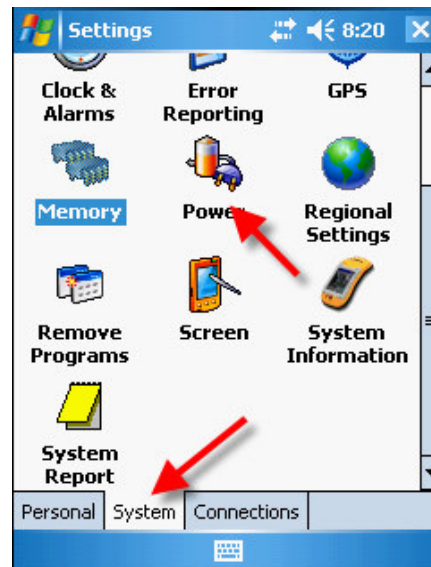 Settings 8:20
Clock & Alarms
Error Reporting
GPS
Memory
Power
Regional Settings
Remove Programs
Screen
System Information
System Report
Personal System Connections